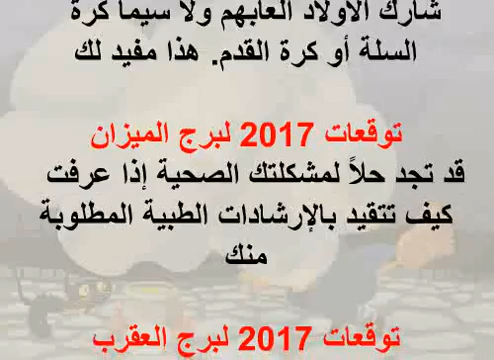 شارك الأولاد ألعابهم ولا سيما كرة
السلة أو كرة القدم. هذا مفيد لك
توقعات 2017 لبرج الميزان
قد تجد حلاً لمشكلتك الصحية إذا عرفت
كيف تتقيد بالإرشادات الطبية المطلوبة
منك
توقعات 2017 لبرج العقرب